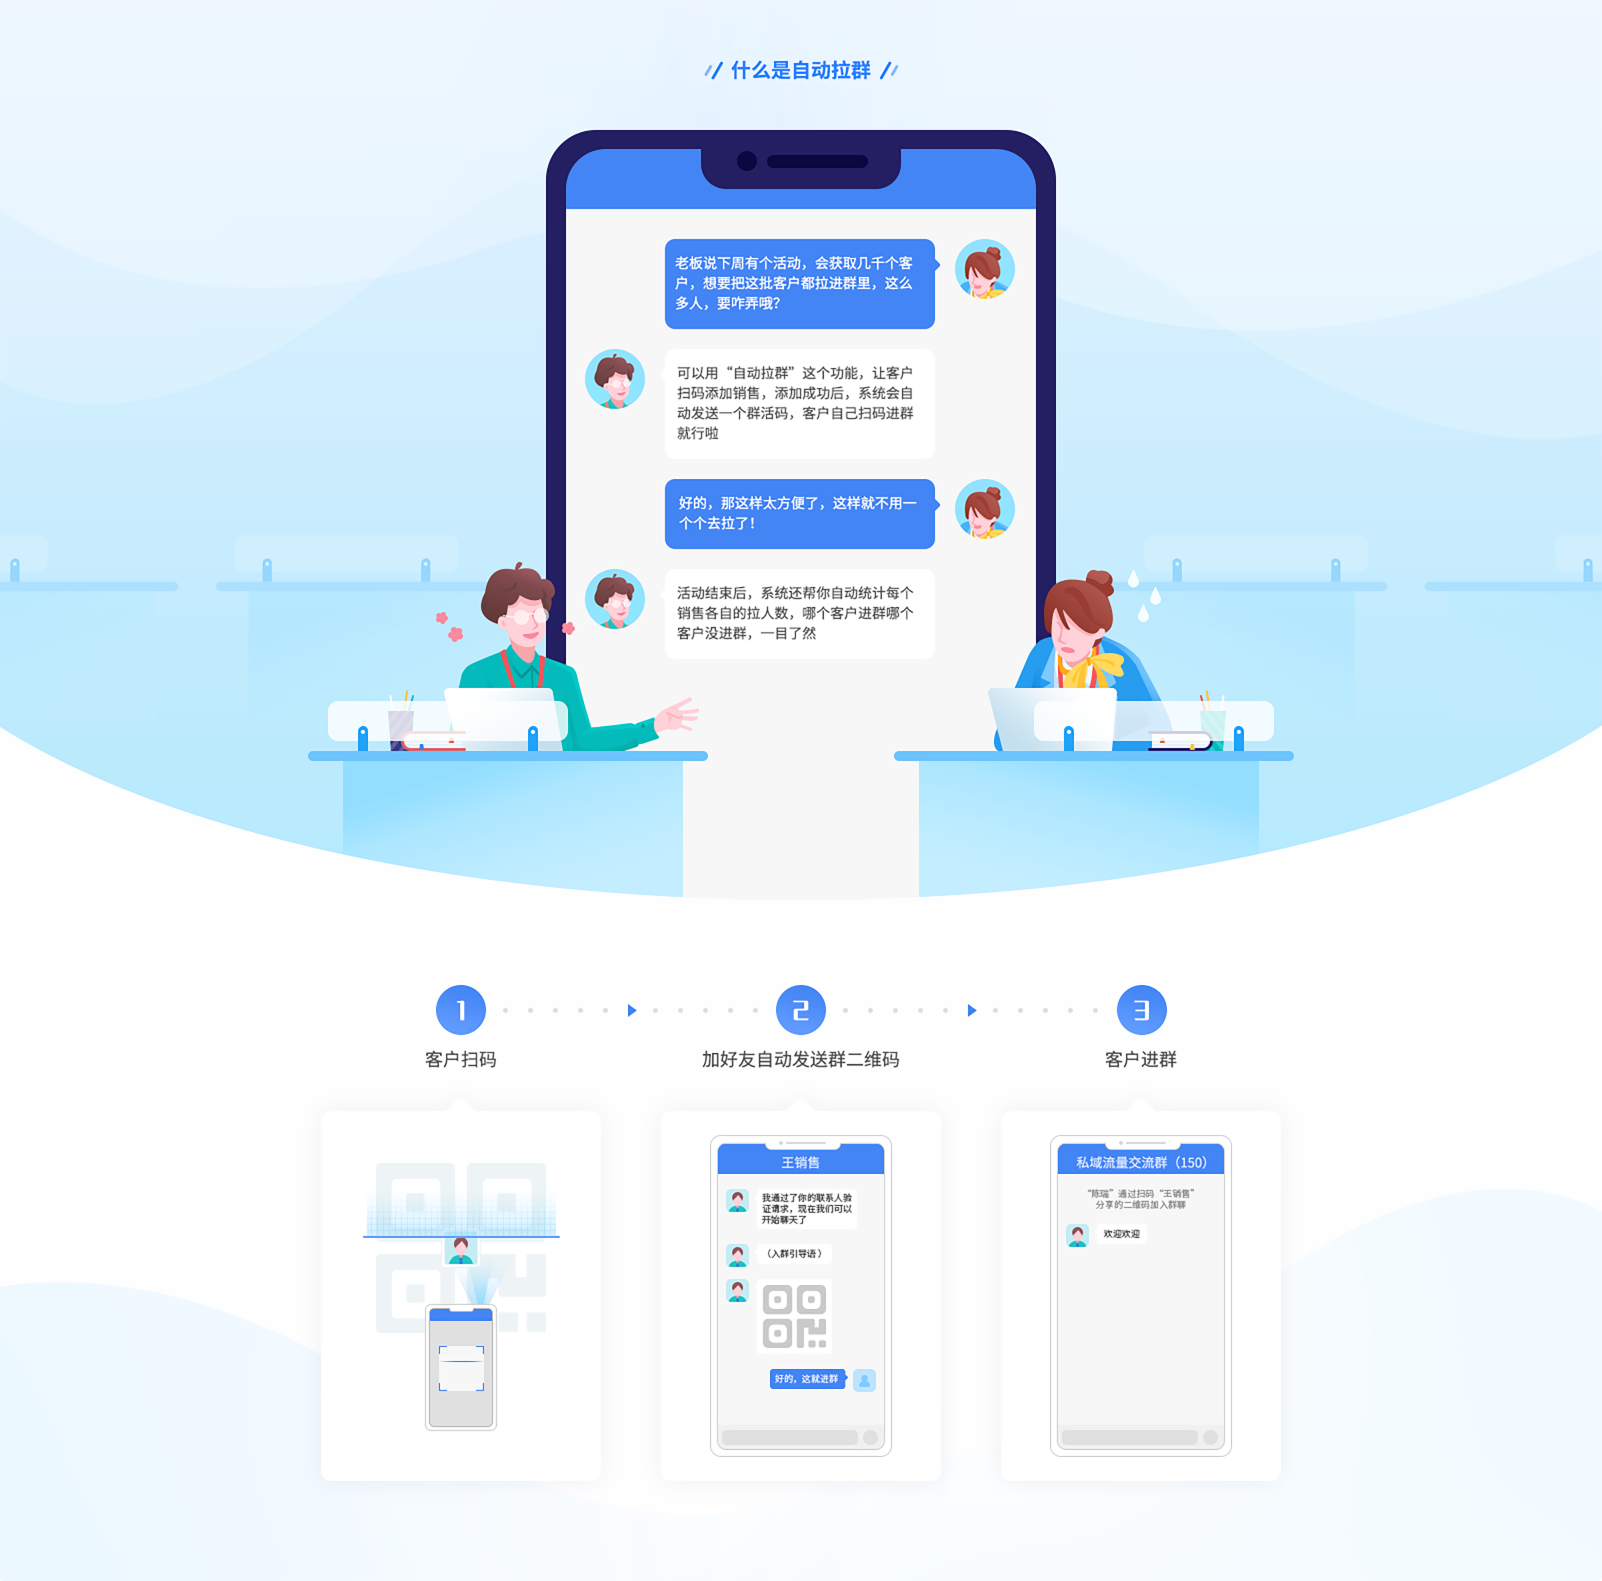 什么是自动拉群
老板说下周有个活动，会获取几千个客
户，想要把这批客户都拉进群里，这么
多人，要咋弄哦？
可以用“自动拉群”这个功能，让客户
扫码添加销售，添加成功后，系统会自
动发送一个群活码，客户自己扫码进群
就行啦
好的，那这样太方便了，这样就不用一
个个去拉了！
活动结束后，系统还帮你自动统计每个
销售各自的拉人数，哪个客户进群哪个
客户没进群，一目了然
1
2
3
客户扫码
加好友自动发送群二维码
客户进群
王销售
我通过了你的联系人验
证请求，现在我们可以
开始聊天了
（入群引导语）
好的，这就进群
私域流量交流群（150）
“陈瑞”通过扫码“王销售”
分享的二维码加入群聊
欢迎欢迎